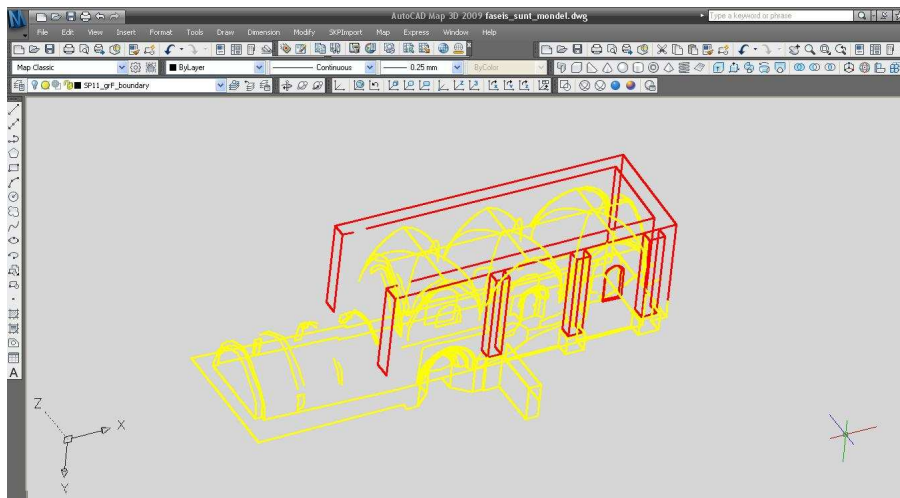 AutoCAD Map 3D 2009 faseis_sunt_mondel.dwg
Type a keyword or phrase
File Edit View Insert Format Tools Draw Dimension Modify SKPImport Map Express Window Help
Map Classic ByLayer Continuous 0.25 mm ByColor
SP11_grF_boundary
A
Z
X
Y